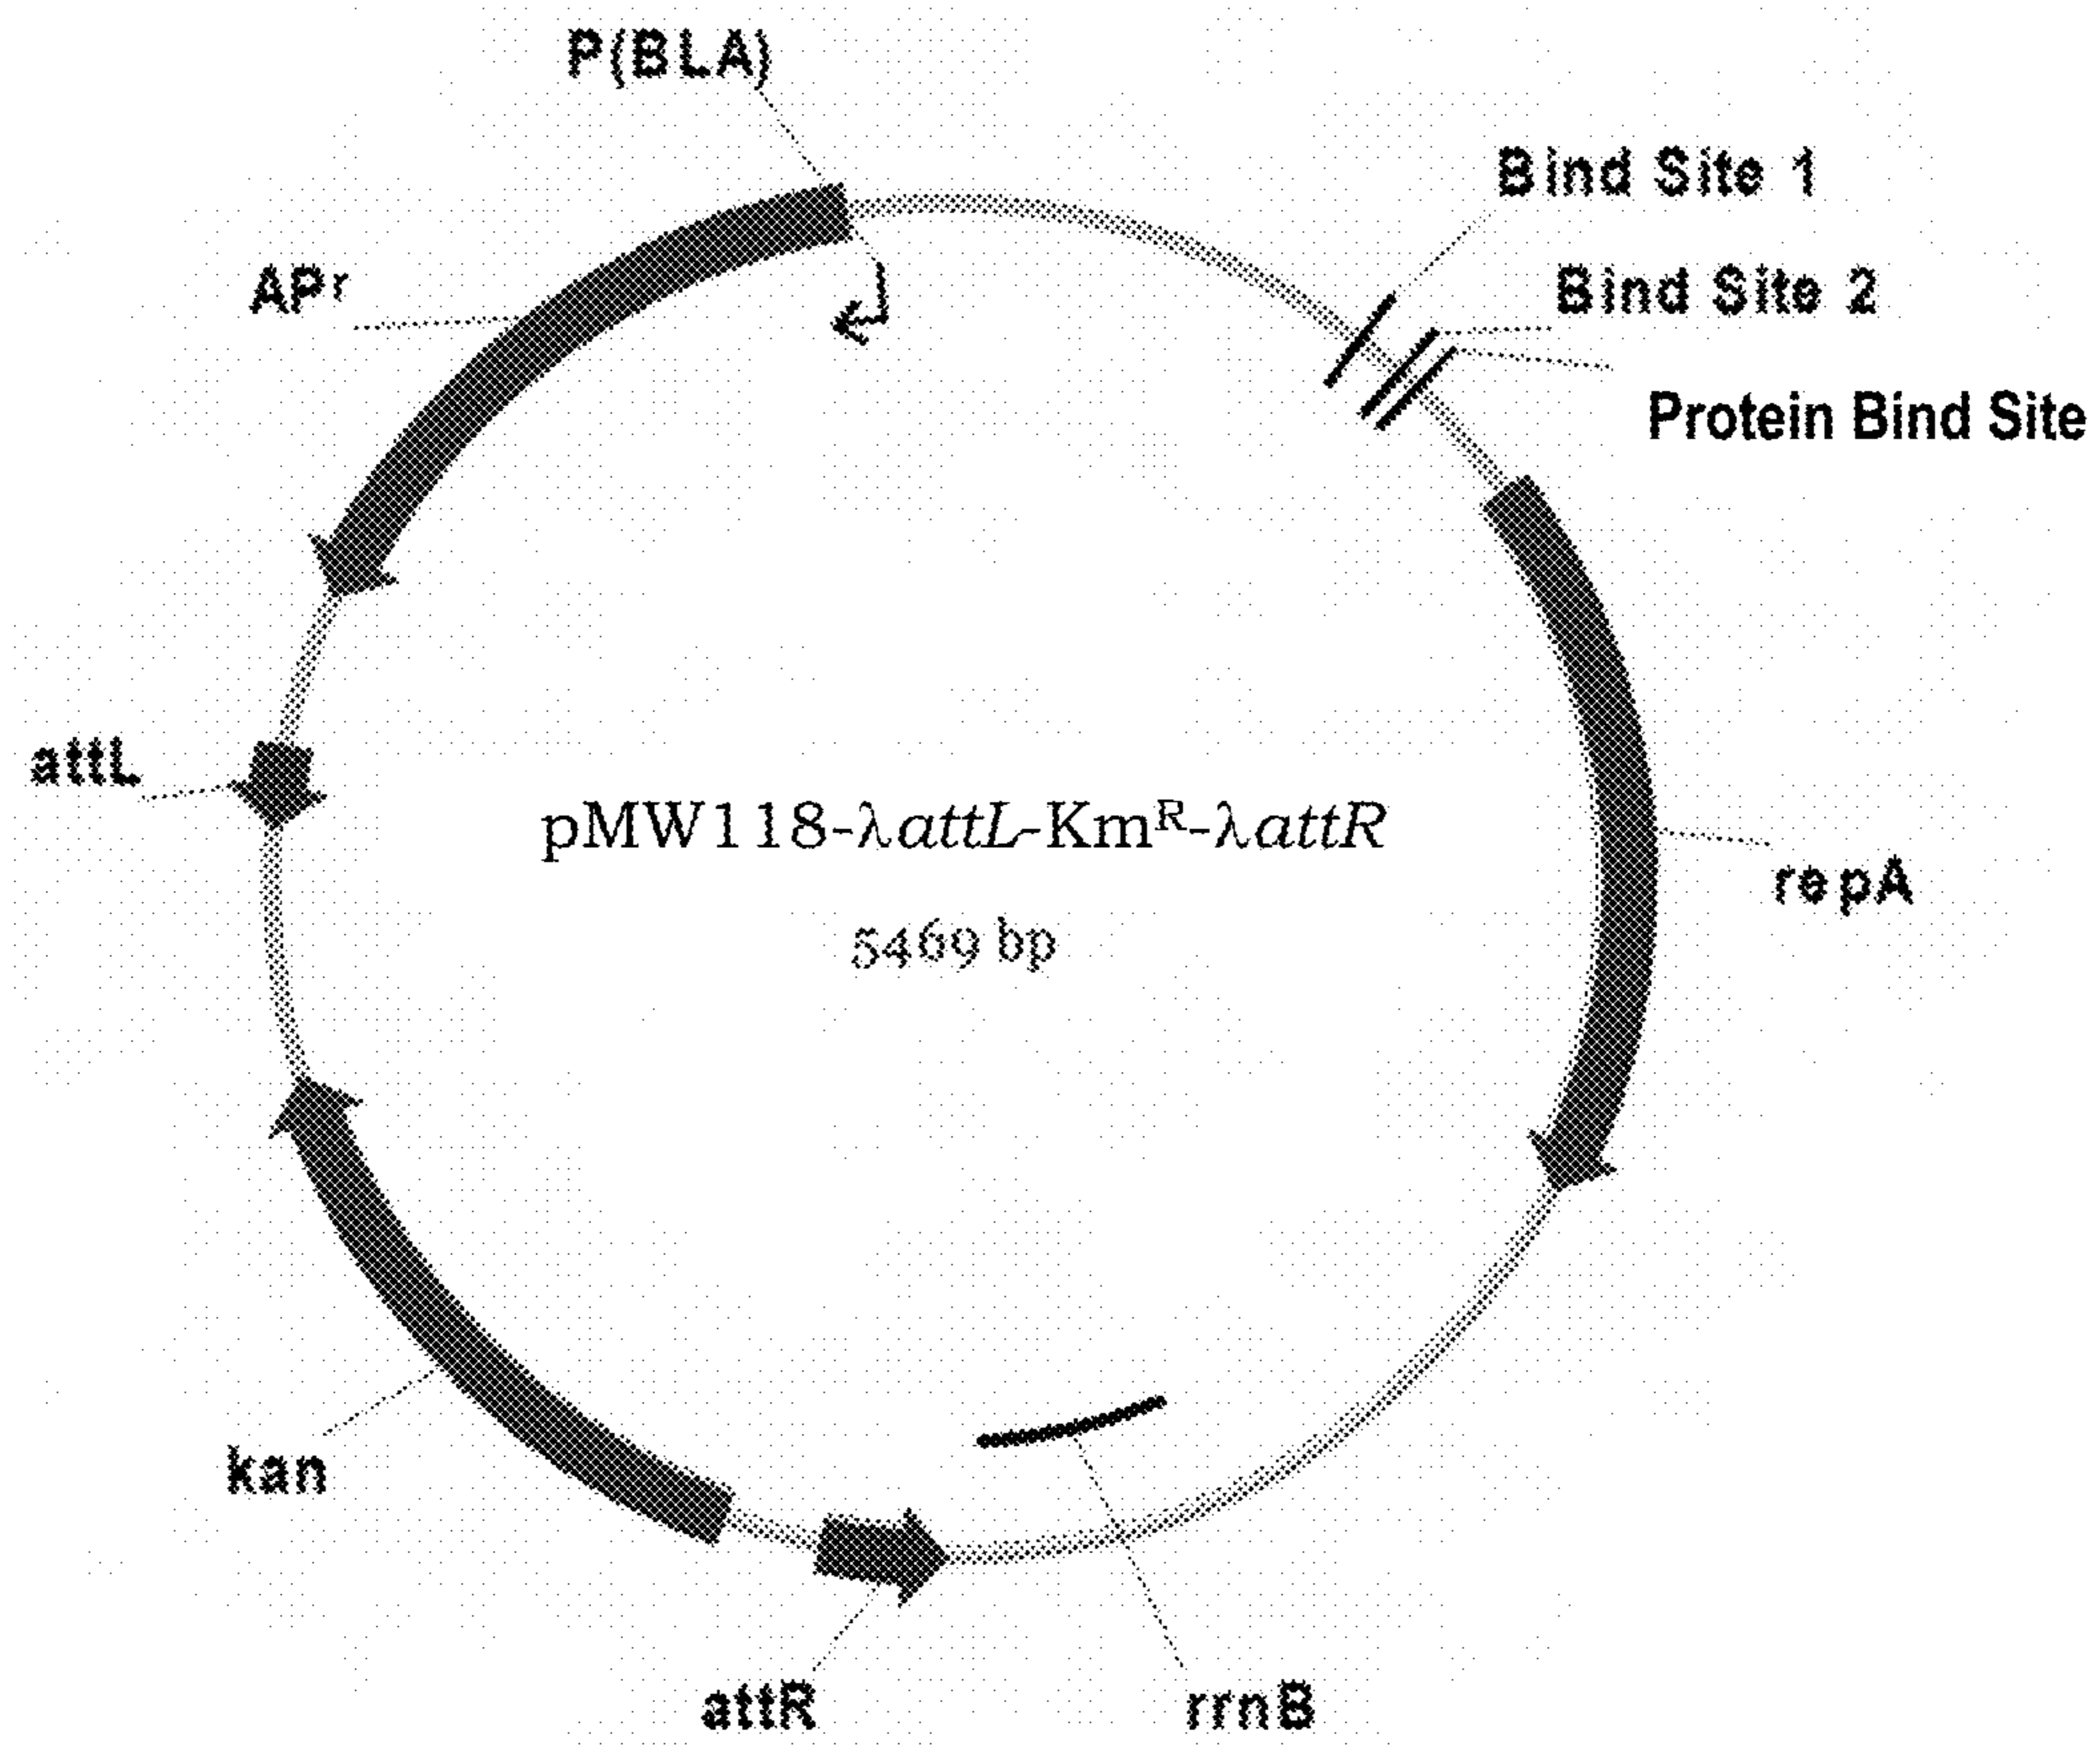 P(BLA)
Bind Site 1
APʳ
Bind Site 2
Protein Bind Site
attL
pMW118-λattL-Kmᴿ-λattR
repA
5469 bp
kan
attR
rrnB